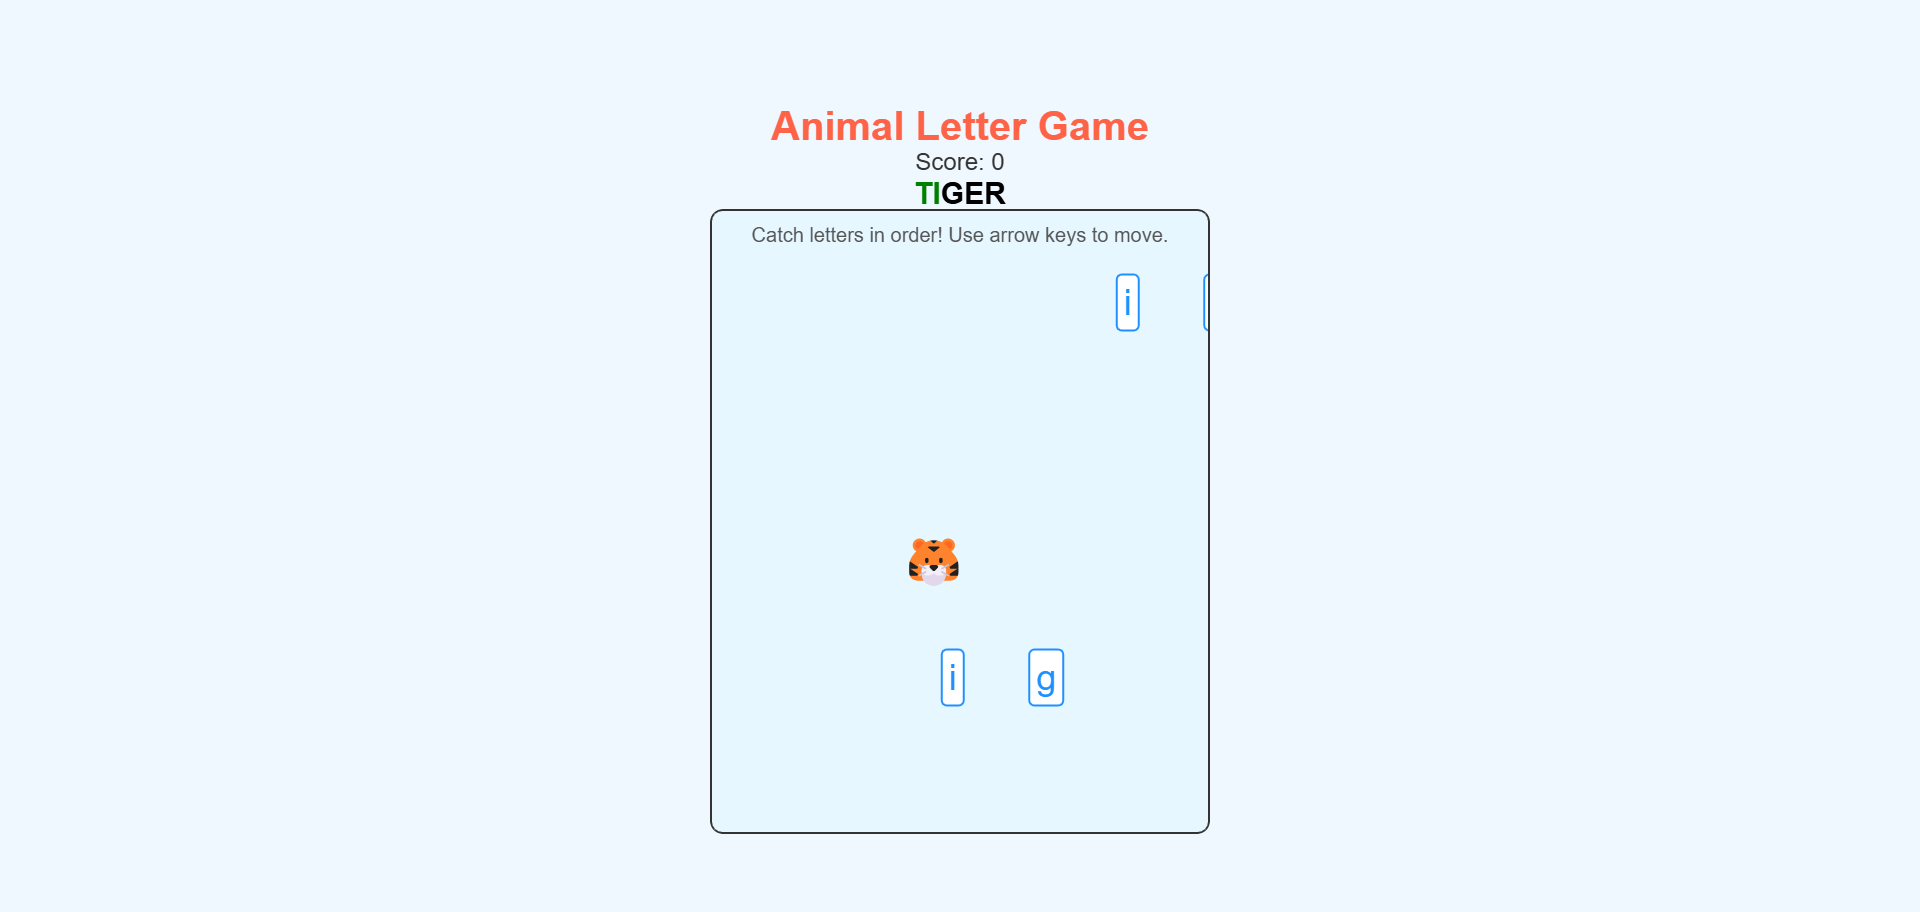 Animal Letter Game
Score: 0
TIGER
Catch letters in order! Use arrow keys to move.
i
i g